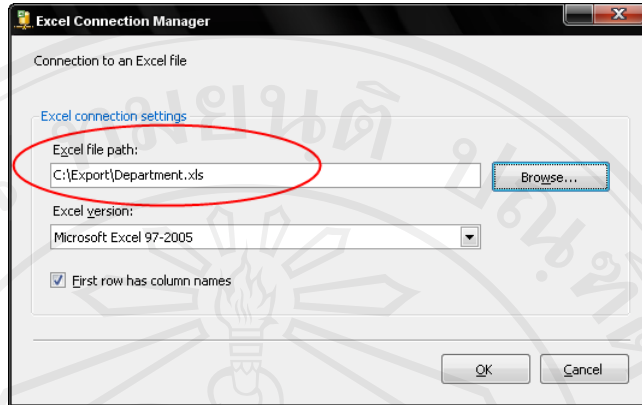 Excel Connection Manager
Connection to an Excel file
Excel connection settings
Excel file path:
C:\Export\Department.xls
Browse...
Excel version:
Microsoft Excel 97-2005
First row has column names
OK
Cancel